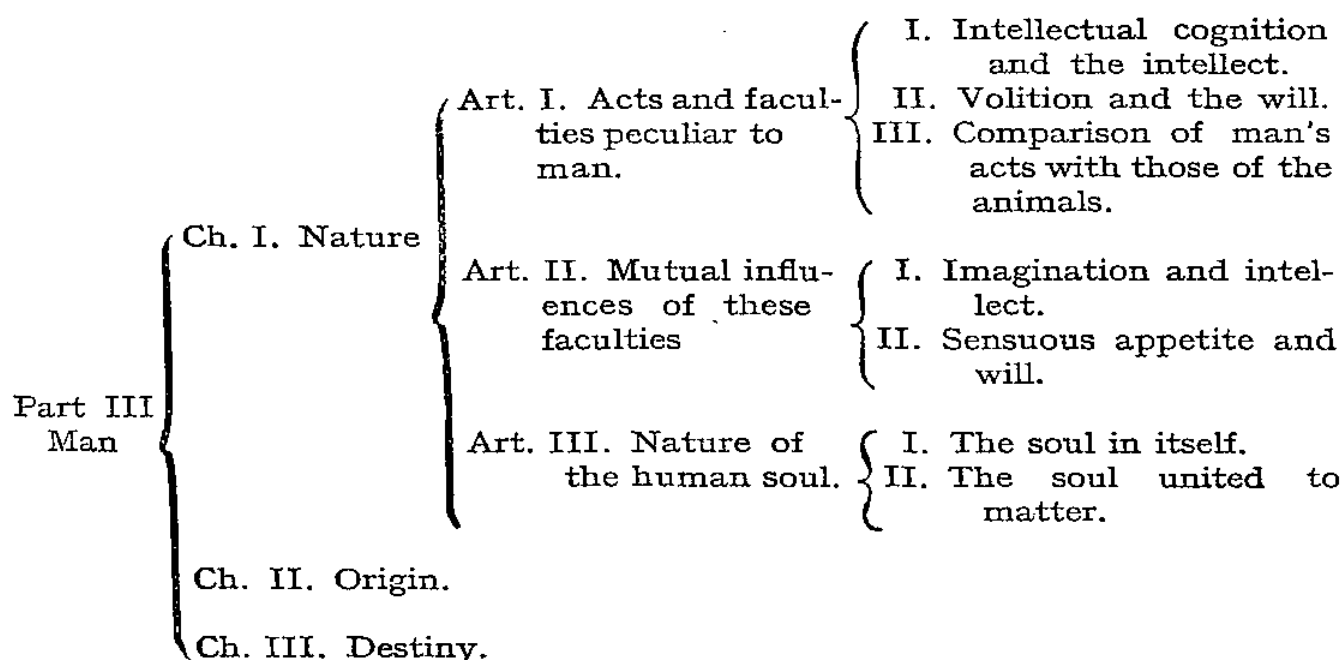 Part III
Man
Ch. I. Nature
Art. I. Acts and facul-
ties peculiar to
man.
I. Intellectual cognition
and the intellect.
II. Volition and the will.
III. Comparison of man's
acts with those of the
animals.
Art. II. Mutual influ-
ences of these
faculties
I. Imagination and intel-
lect.
II. Sensuous appetite and
will.
Art. III. Nature of
the human soul.
I. The soul in itself.
II. The soul united to
matter.
Ch. II. Origin.
Ch. III. Destiny.